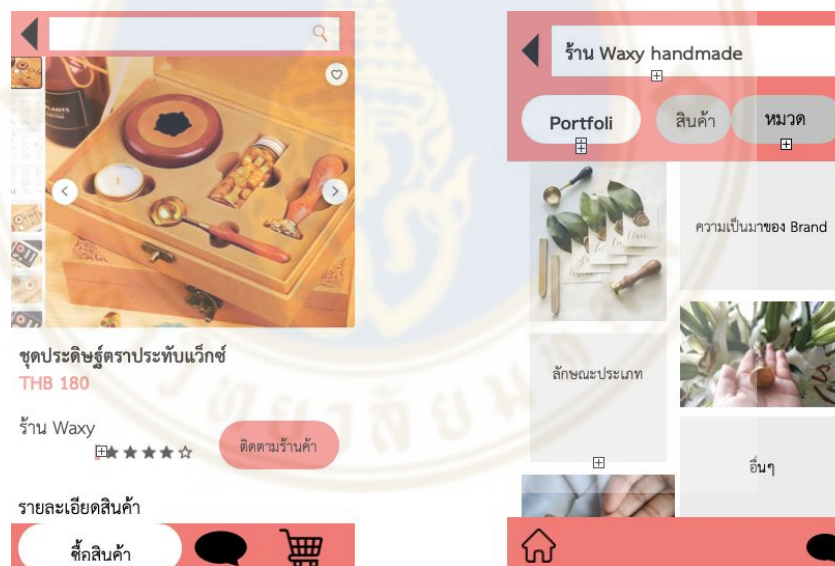 ชุดประดิษฐ์ตราประทับแว็กซ์
THB 180
ร้าน Waxy
ติดตามร้านค้า
รายละเอียดสินค้า
ซื้อสินค้า
ร้าน Waxy handmade
Portfoli
สินค้า
หมวด
ความเป็นมาของ Brand
ลักษณะประเภท
อื่นๆ